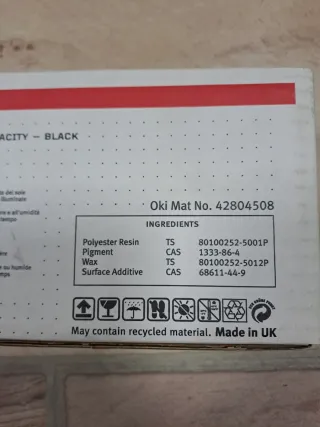 ACITY – BLACK
Oki Mat No. 42804508
INGREDIENTS
Polyester Resin TS 80100252-5001P
Pigment CAS 1333-86-4
Wax TS 80100252-5012P
Surface Additive CAS 68611-44-9
May contain recycled material. Made in UK